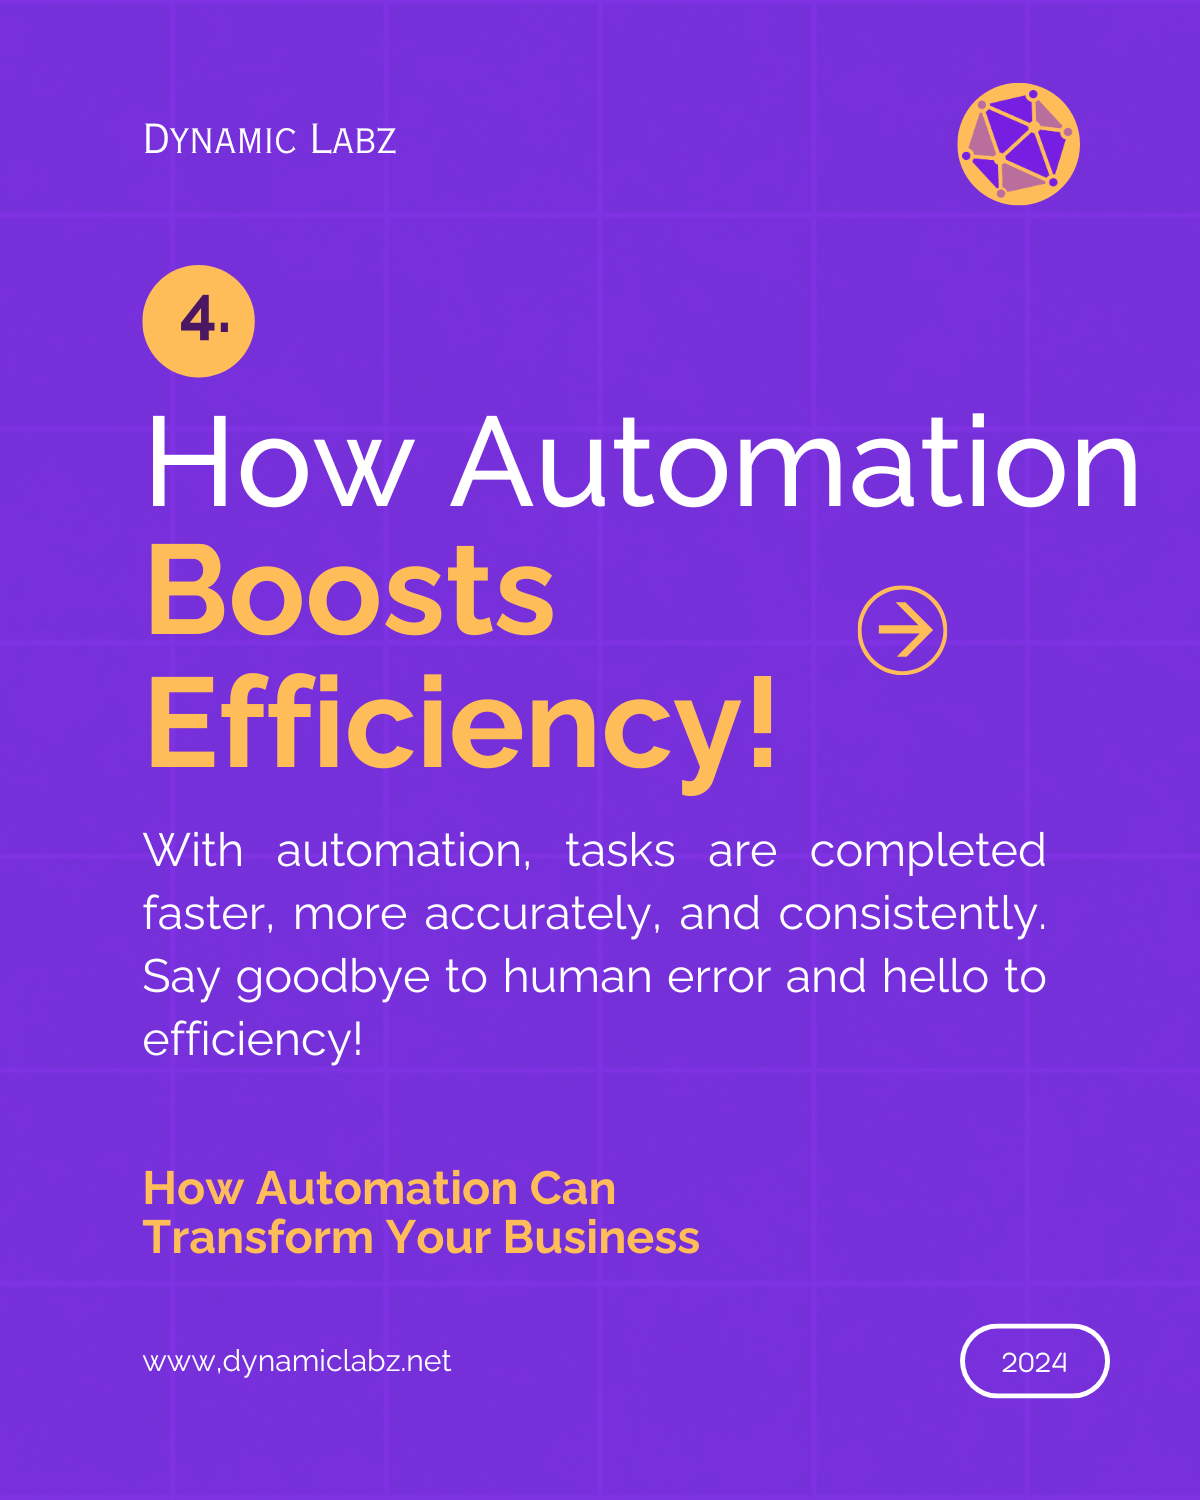 Dynamic Labz
4.
How Automation
Boosts
Efficiency!
With automation, tasks are completed
faster, more accurately, and consistently.
Say goodbye to human error and hello to
efficiency!
How Automation Can
Transform Your Business
www,dynamiclabz.net
2024